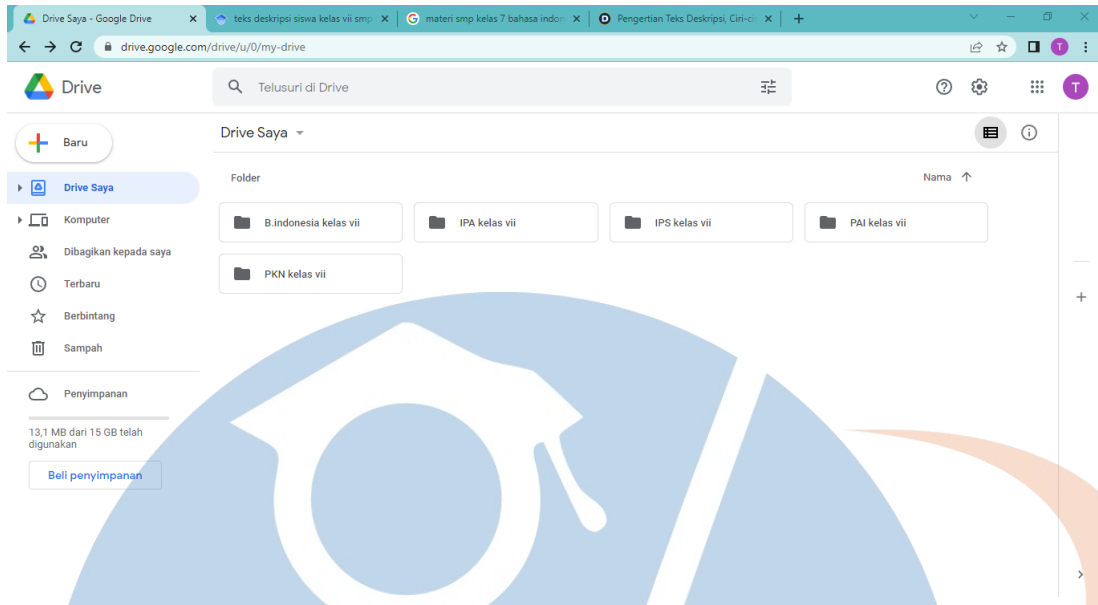 Drive Saya - Google Drive
teks deskripsi siswa kelas vii smp
materi smp kelas 7 bahasa indon
Pengertian Teks Deskripsi, Ciri-ci
drive.google.com/drive/u/0/my-drive
T
Drive
Telusuri di Drive
T
Baru
Drive Saya
Drive Saya
Komputer
Dibagikan kepada saya
Terbaru
Berbintang
Sampah
Penyimpanan
13,1 MB dari 15 GB telah
digunakan
Beli penyimpanan
Folder
Nama
B.indonesia kelas vii
IPA kelas vii
IPS kelas vii
PAI kelas vii
PKN kelas vii